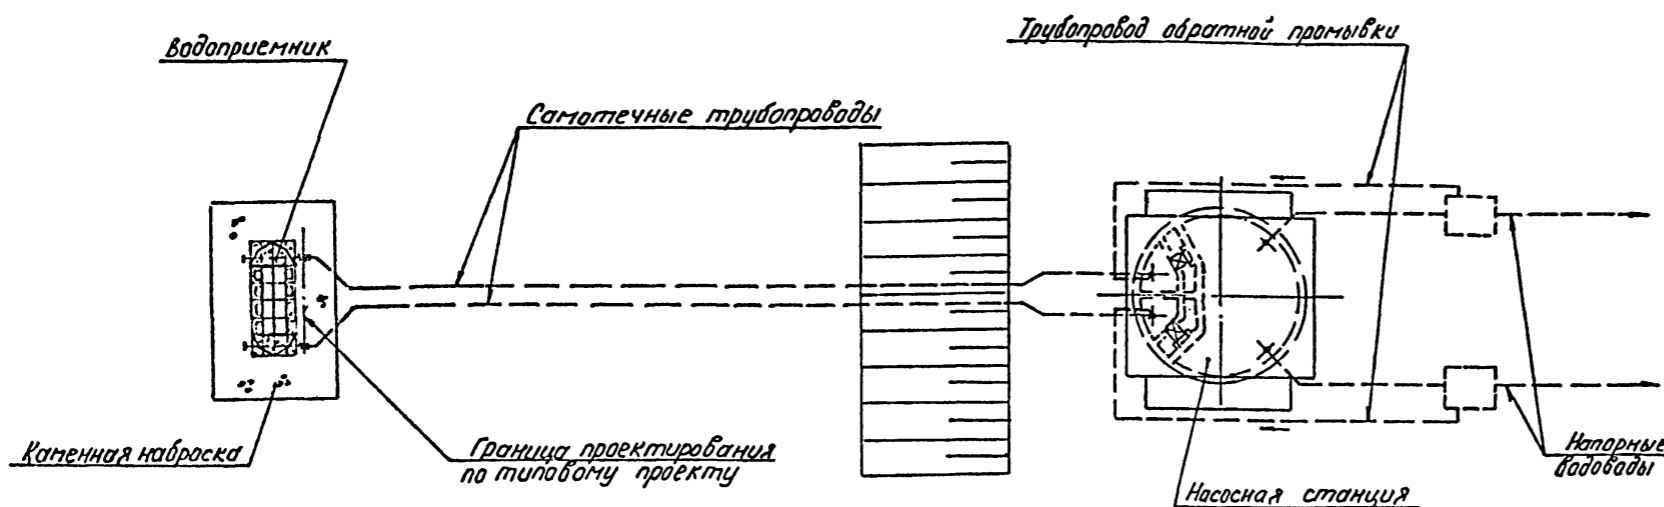 Водоприемник
Трубопровод обратной промывки
Самотечные трубопроводы
Каменная наброска
Граница проектирования
по типовому проекту
Насосная станция
Напорные
водоводы